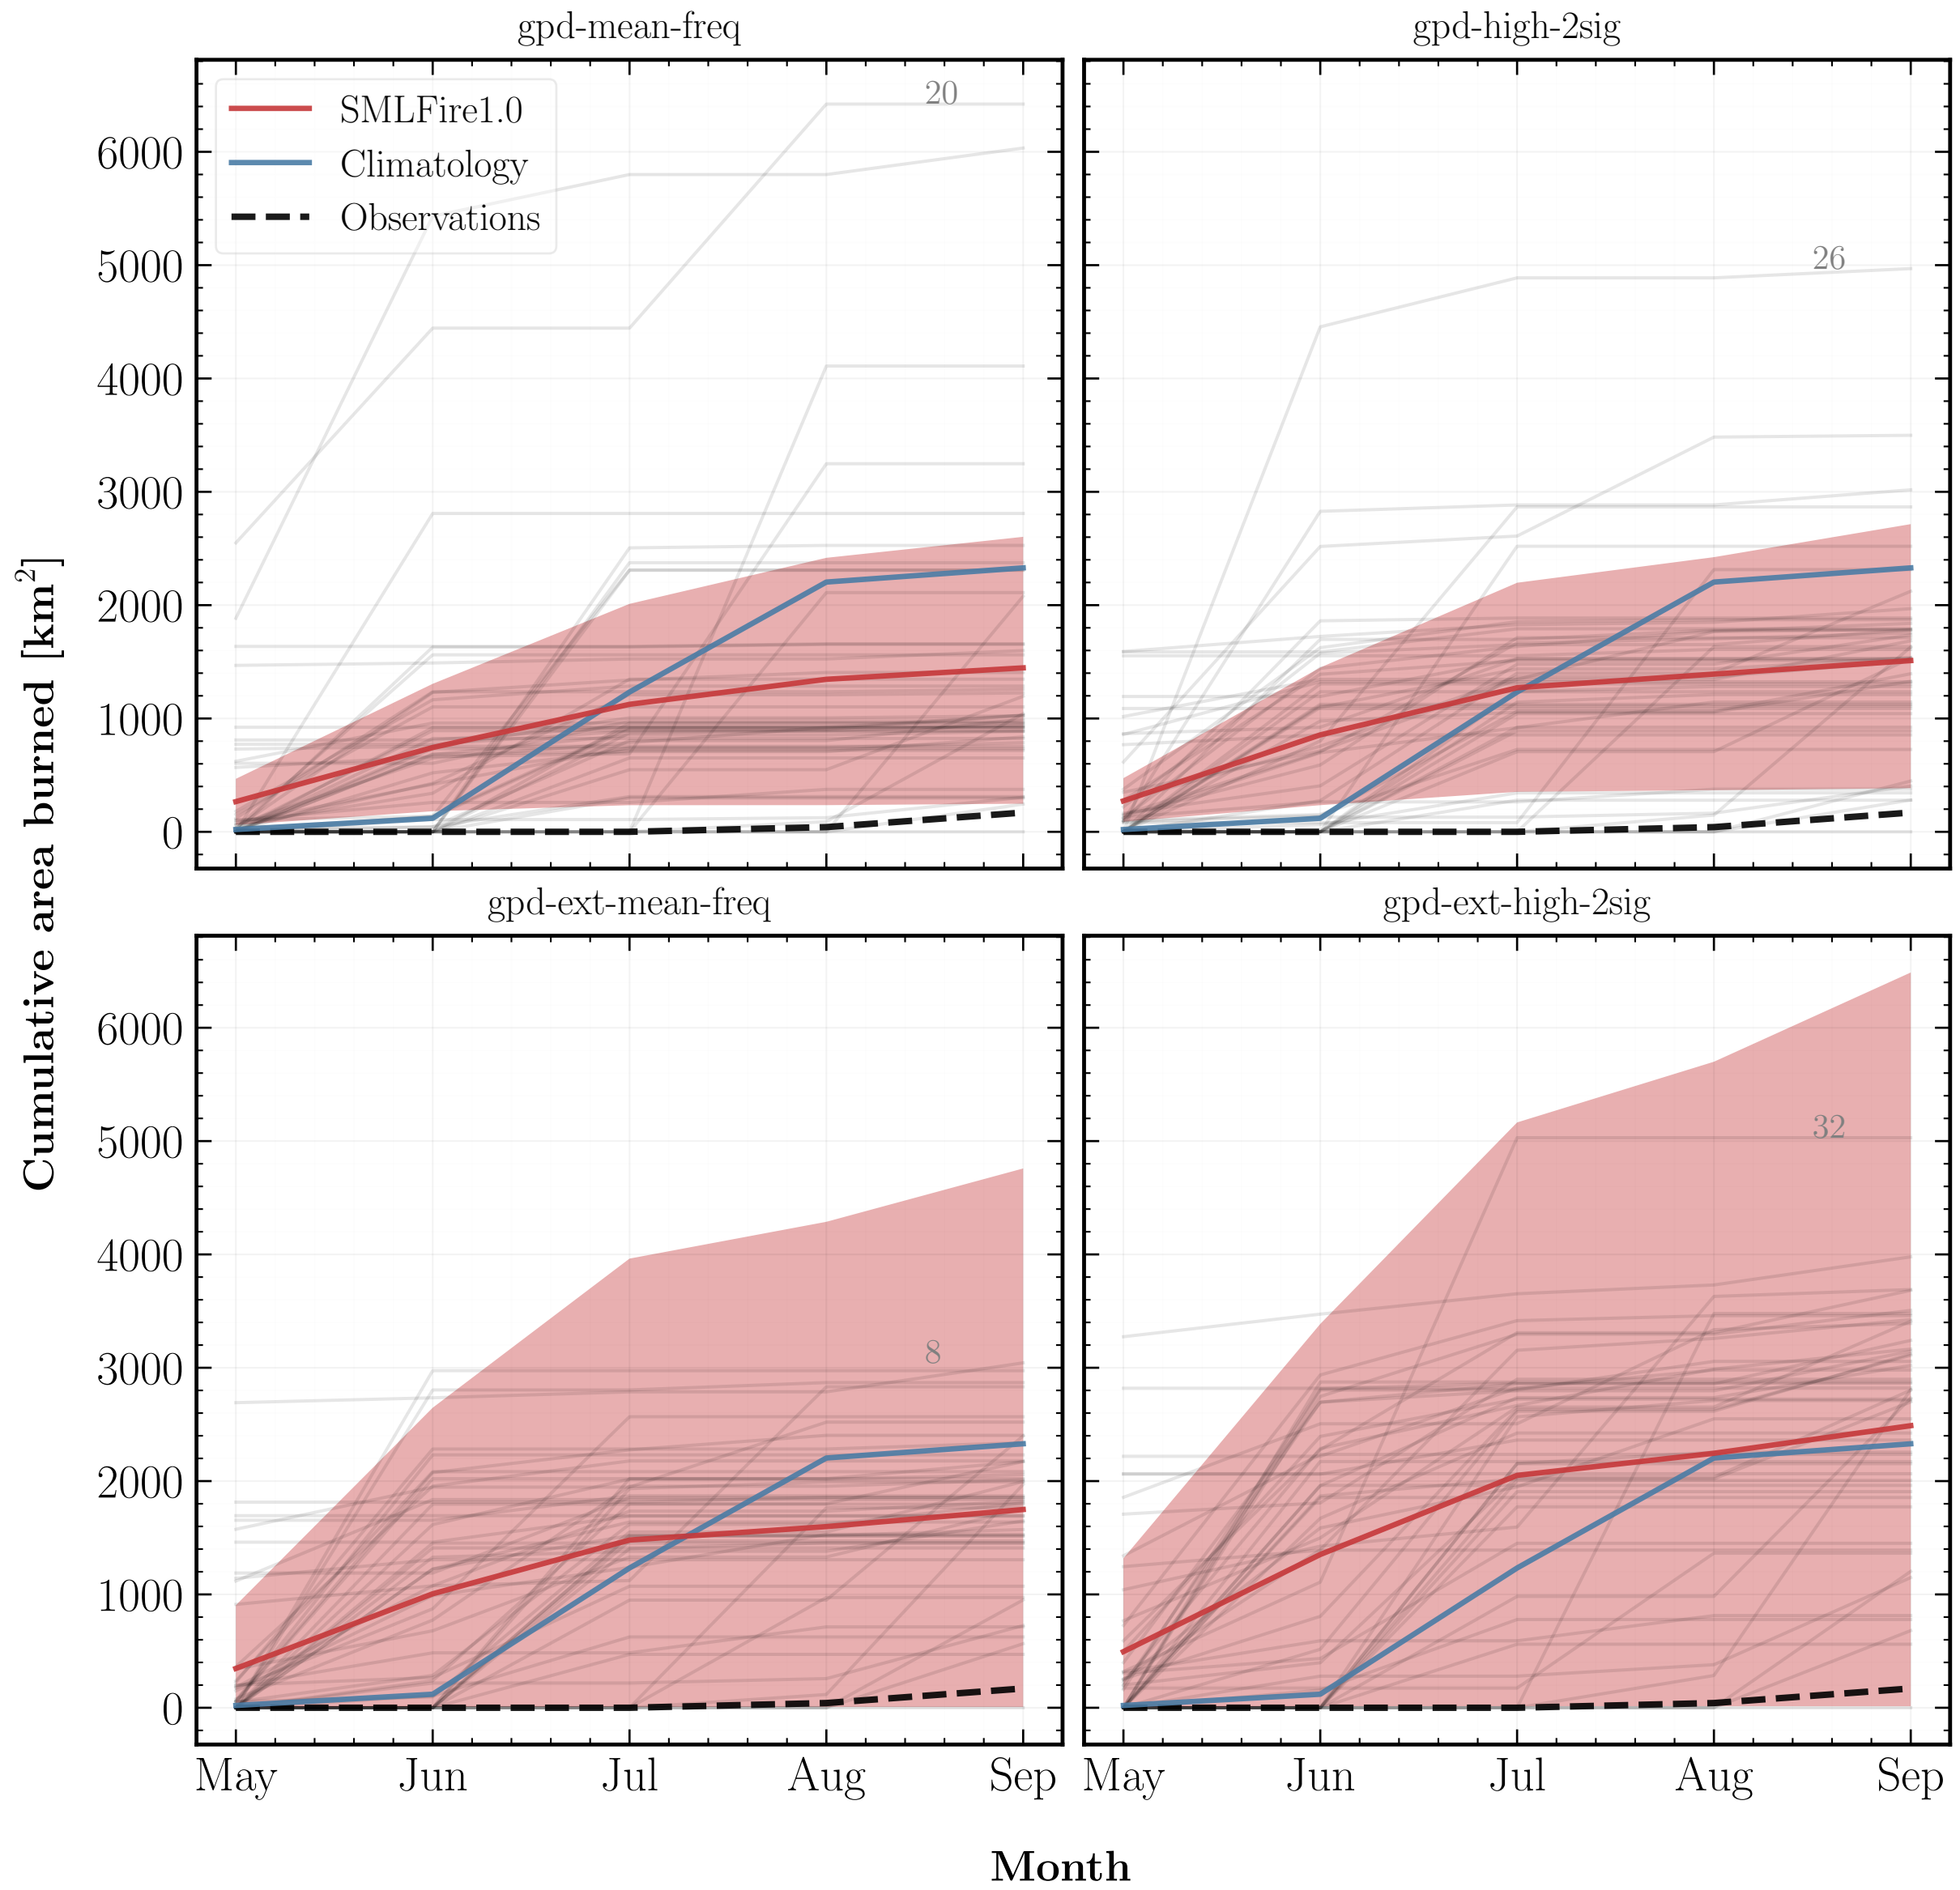 gpd-mean-freq
gpd-high-2sig
SMLFire1.0
Climatology
Observations
20
26
6000
5000
4000
3000
2000
1000
0
Cumulative area burned [km²]
gpd-ext-mean-freq
gpd-ext-high-2sig
8
32
6000
5000
4000
3000
2000
1000
0
May Jun Jul Aug Sep
May Jun Jul Aug Sep
Month